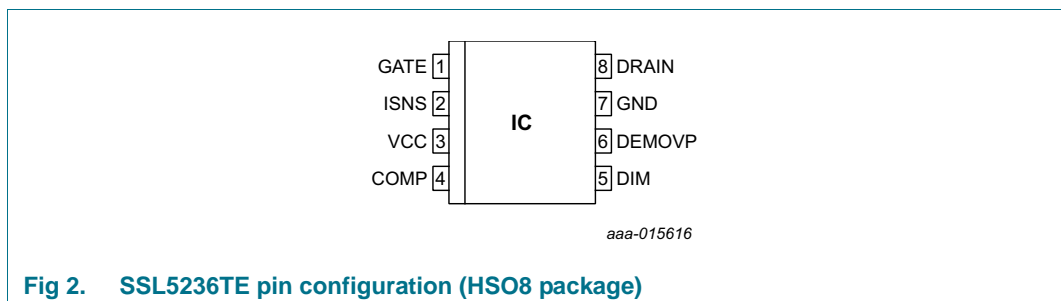 GATE 1 8 DRAIN
ISNS 2 7 GND
IC
VCC 3 6 DEMOVP
COMP 4 5 DIM
aaa-015616
Fig 2. SSL5236TE pin configuration (HSO8 package)